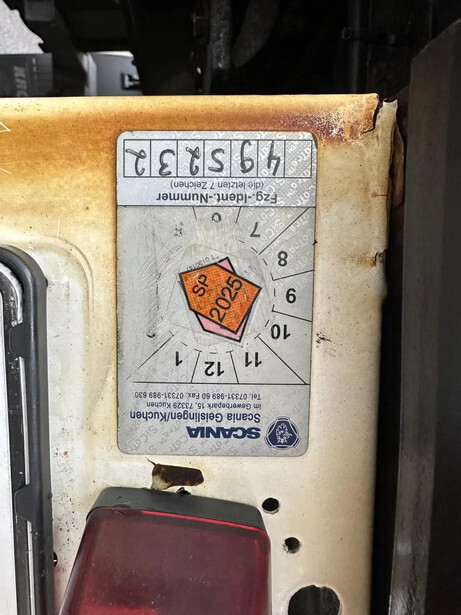 SCANIA
Scania Geislingen/Kuchen
im Gewerbepark 15, 73329 Kuchen
Tel. 07331-989 60 Fax. 07331-989 630
11 12 1
10
9
8
7
SP
2025
Fzg.-Ident.-Nummer
(die letzten 7 Zeichen)